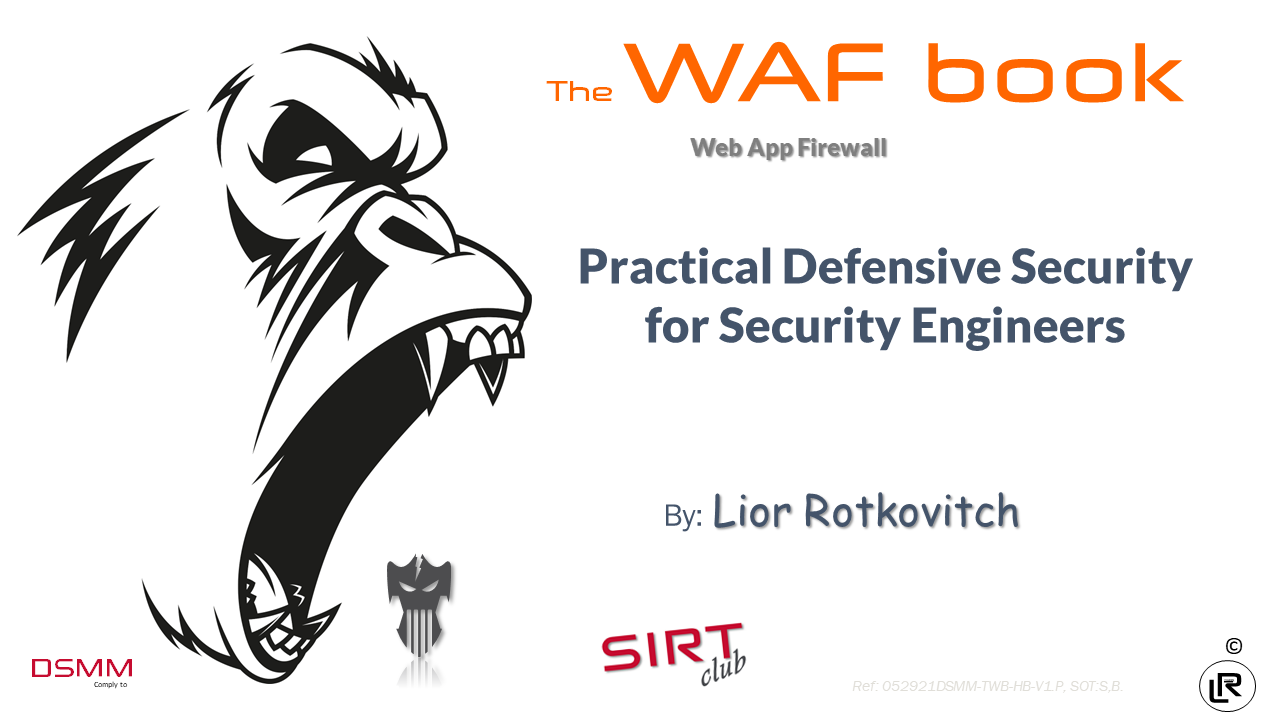 The WAF book
Web App Firewall
Practical Defensive Security
for Security Engineers
By: Lior Rotkovitch
SIRT
club
DSMM
Comply to
Ref: 052921DSMM-TWB-HB-V1.P, SOT:S,B.
©
LR